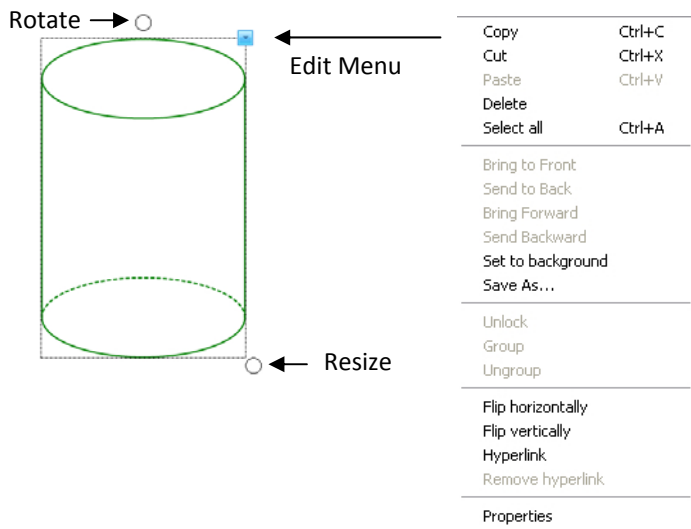 Rotate
Edit Menu
Resize
Copy Ctrl+C
Cut Ctrl+X
Paste Ctrl+V
Delete
Select all Ctrl+A
Bring to Front
Send to Back
Bring Forward
Send Backward
Set to background
Save As...
Unlock
Group
Ungroup
Flip horizontally
Flip vertically
Hyperlink
Remove hyperlink
Properties